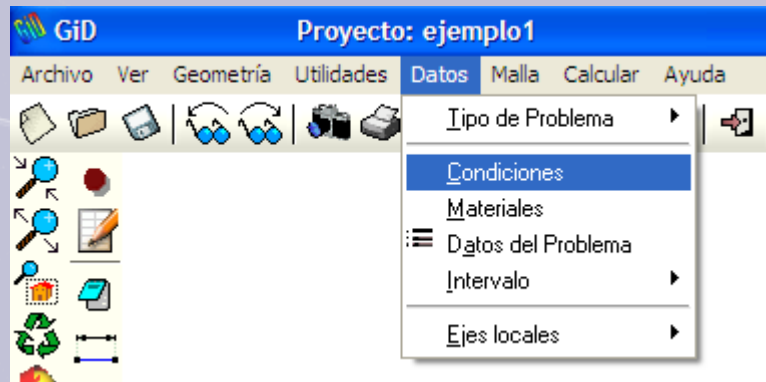 GiD Proyecto: ejemplo1
Archivo Ver Geometría Utilidades Datos Malla Calcular Ayuda
Tipo de Problema
Condiciones
Materiales
Datos del Problema
Intervalo
Ejes locales